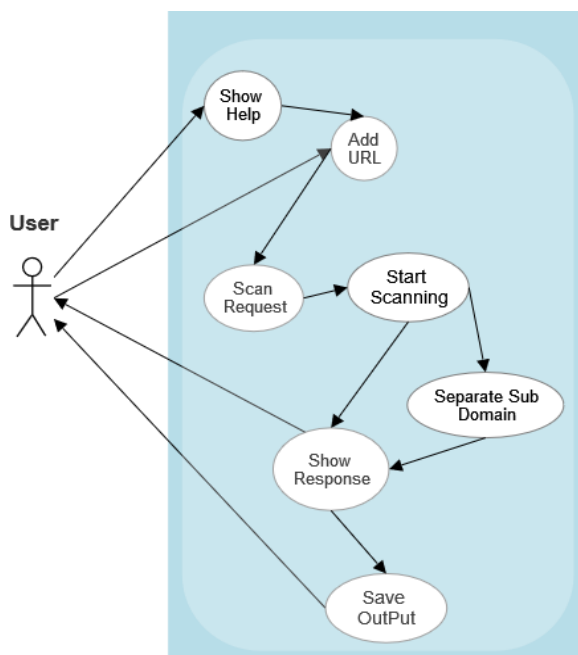 Show
Help
Add
URL
User
Scan
Request
Start
Scanning
Separate Sub
Domain
Show
Response
Save
OutPut